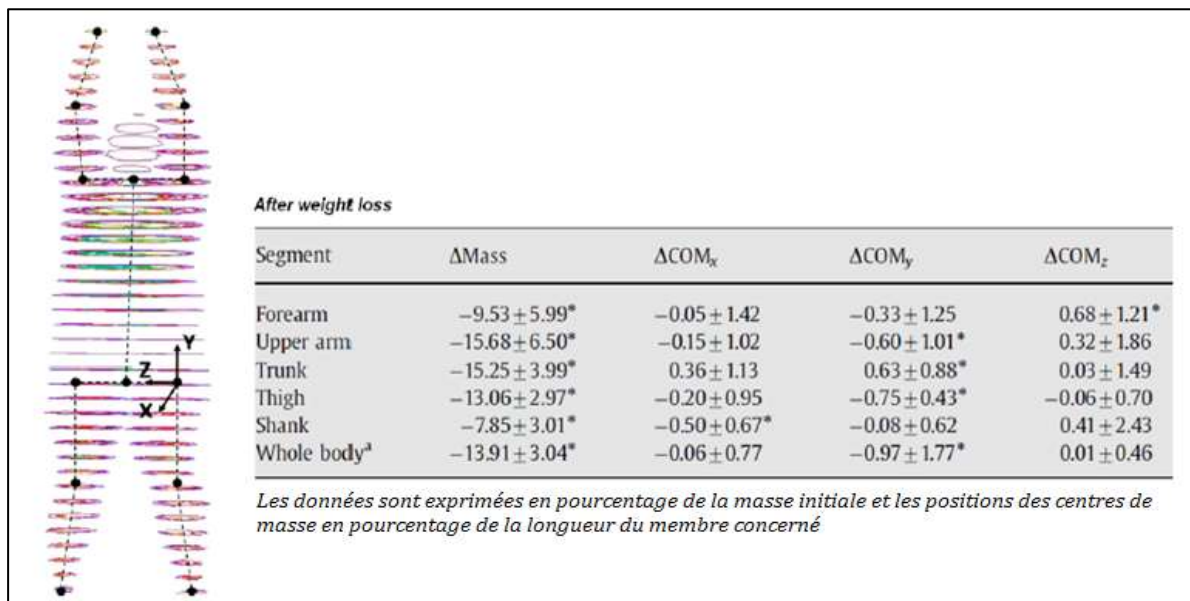 Y
Z
X
After weight loss
Segment ΔMass ΔCOMx ΔCOMy ΔCOMz
Forearm −9.53±5.99* −0.05±1.42 −0.33±1.25 0.68±1.21*
Upper arm −15.68±6.50* −0.15±1.02 −0.60±1.01* 0.32±1.86
Trunk −15.25±3.99* 0.36±1.13 0.63±0.88* 0.03±1.49
Thigh −13.06±2.97* −0.20±0.95 −0.75±0.43* −0.06±0.70
Shank −7.85±3.01* −0.50±0.67* −0.08±0.62 0.41±2.43
Whole bodyᵃ −13.91±3.04* −0.06±0.77 −0.97±1.77* 0.01±0.46
Les données sont exprimées en pourcentage de la masse initiale et les positions des centres de
masse en pourcentage de la longueur du membre concerné